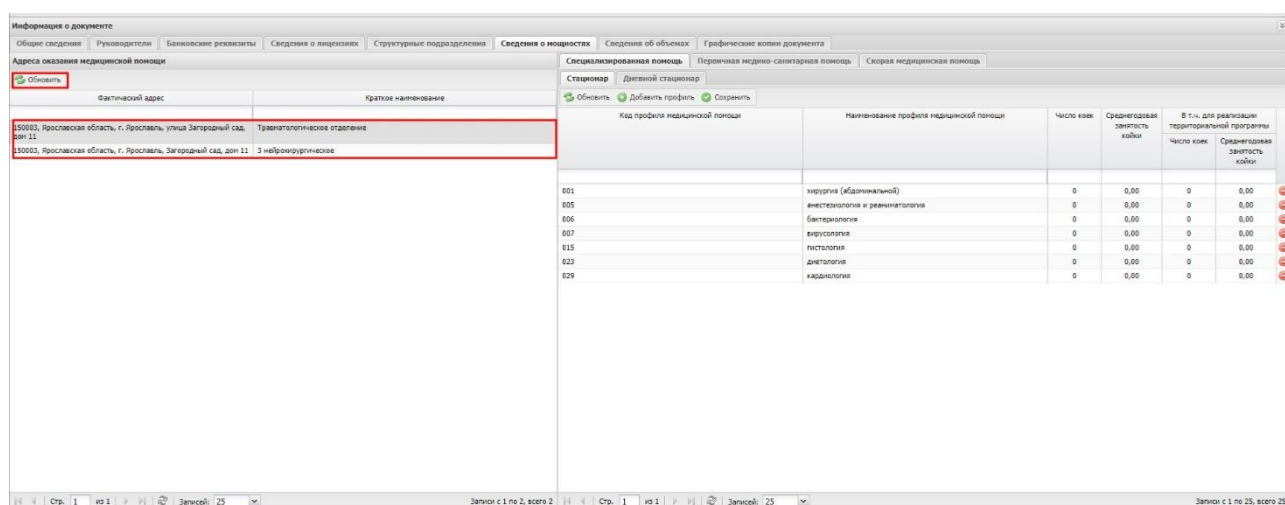 Информация о документе
Общие сведения Руководители Банковские реквизиты Сведения о лицензиях Структурные подразделения Сведения о мощностях Сведения об объемах Графические копии документа
Адреса оказания медицинской помощи
Обновить
Фактический адрес Краткое наименование
150003, Ярославская область, г. Ярославль, улица Загородный сад, Травматологическое отделение
дом 11
150003, Ярославская область, г. Ярославль, Загородный сад, дом 11 3 нейрохирургическое
Стр. 1 из 1 Записей: 25 Записи с 1 по 2, всего 2
Специализированная помощь Первичная медико-санитарная помощь Скорая медицинская помощь
Стационар Дневной стационар
Обновить Добавить профиль Сохранить
Код профиля медицинской помощи Наименование профиля медицинской помощи Число коек Среднегодовая занятость койки В т.ч. для реализации территориальной программы
Число коек Среднегодовая занятость койки
001 хирургия (абдоминальной) 0 0,00 0 0,00
005 анестезиология и реаниматология 0 0,00 0 0,00
006 бактериология 0 0,00 0 0,00
007 вирусология 0 0,00 0 0,00
015 гистология 0 0,00 0 0,00
023 диетология 0 0,00 0 0,00
029 кардиология 0 0,00 0 0,00
Стр. 1 из 1 Записей: 25 Записи с 1 по 25, всего 25